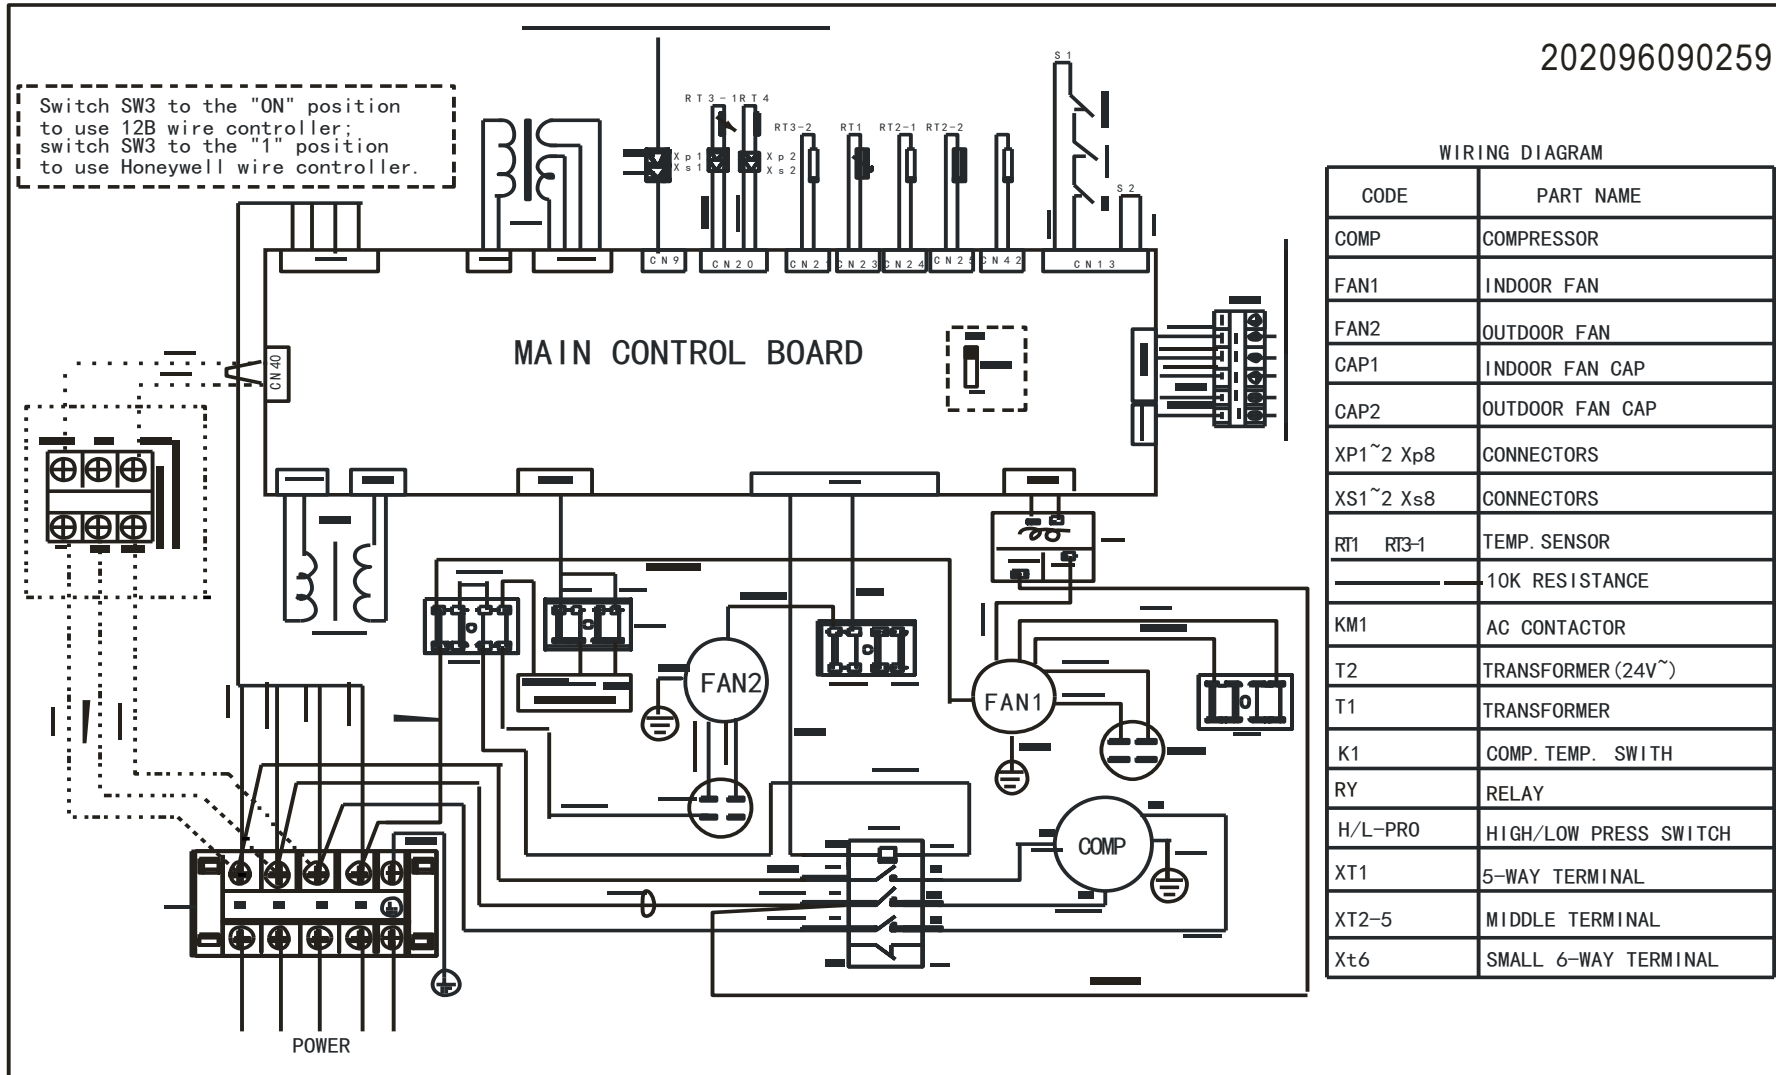 202096090259
Switch SW3 to the "ON" position
to use 12B wire controller;
switch SW3 to the "1" position
to use Honeywell wire controller.
S1
RT3-1 RT4
RT3-2
RT1
RT2-1
RT2-2
Xp1
Xs1
Xp2
Xs2
S2
CN9
CN20
CN21
CN23
CN24
CN25
CN42
CN13
CN40
MAIN CONTROL BOARD
FAN2
FAN1
COMP
POWER
WIRING DIAGRAM
CODE PART NAME
COMP COMPRESSOR
FAN1 INDOOR FAN
FAN2 OUTDOOR FAN
CAP1 INDOOR FAN CAP
CAP2 OUTDOOR FAN CAP
XP1~2 Xp8 CONNECTORS
XS1~2 Xs8 CONNECTORS
RT1 RT3-1 TEMP.SENSOR
10K RESISTANCE
KM1 AC CONTACTOR
T2 TRANSFORMER(24V~)
T1 TRANSFORMER
K1 COMP.TEMP. SWITH
RY RELAY
H/L-PRO HIGH/LOW PRESS SWITCH
XT1 5-WAY TERMINAL
XT2-5 MIDDLE TERMINAL
Xt6 SMALL 6-WAY TERMINAL